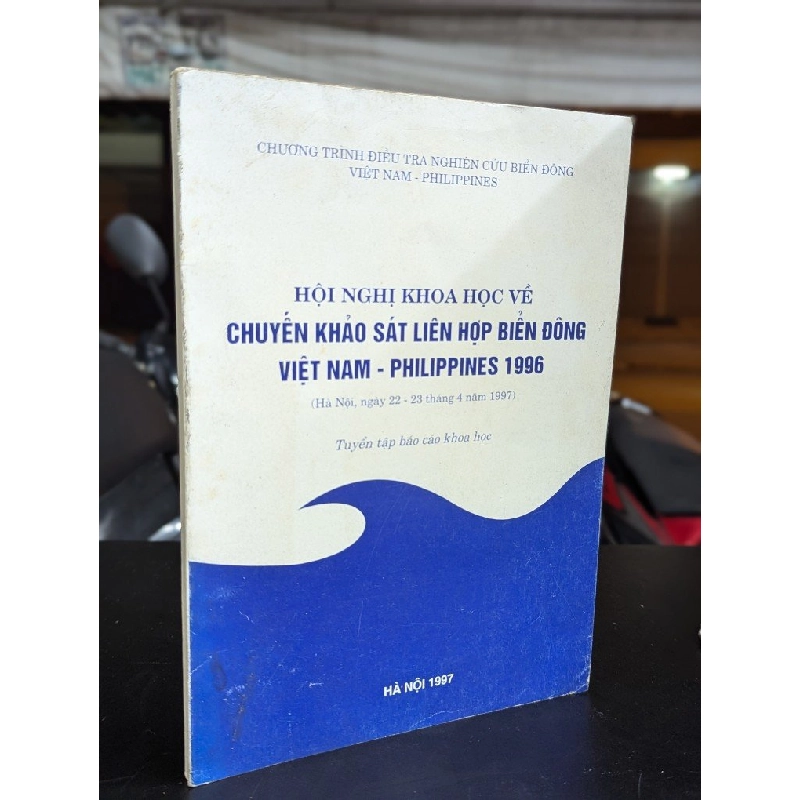 CHƯƠNG TRÌNH ĐIỀU TRA NGHIÊN CỨU BIỂN ĐÔNG
VIỆT NAM - PHILIPPINES
HỘI NGHỊ KHOA HỌC VỀ
CHUYẾN KHẢO SÁT LIÊN HỢP BIỂN ĐÔNG
VIỆT NAM - PHILIPPINES 1996
(Hà Nội, ngày 22 - 23 tháng 4 năm 1997)
Tuyển tập báo cáo khoa học
HÀ NỘI 1997